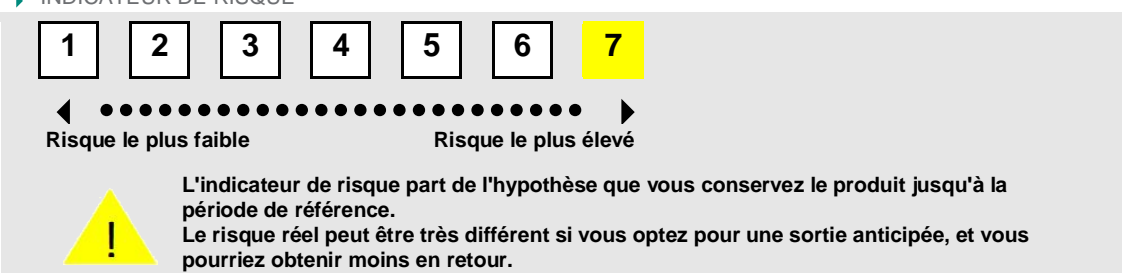 INDICATEUR DE RISQUE
1 2 3 4 5 6 7
Risque le plus faible Risque le plus élevé
L'indicateur de risque part de l'hypothèse que vous conservez le produit jusqu'à la
période de référence.
! Le risque réel peut être très différent si vous optez pour une sortie anticipée, et vous
pourriez obtenir moins en retour.